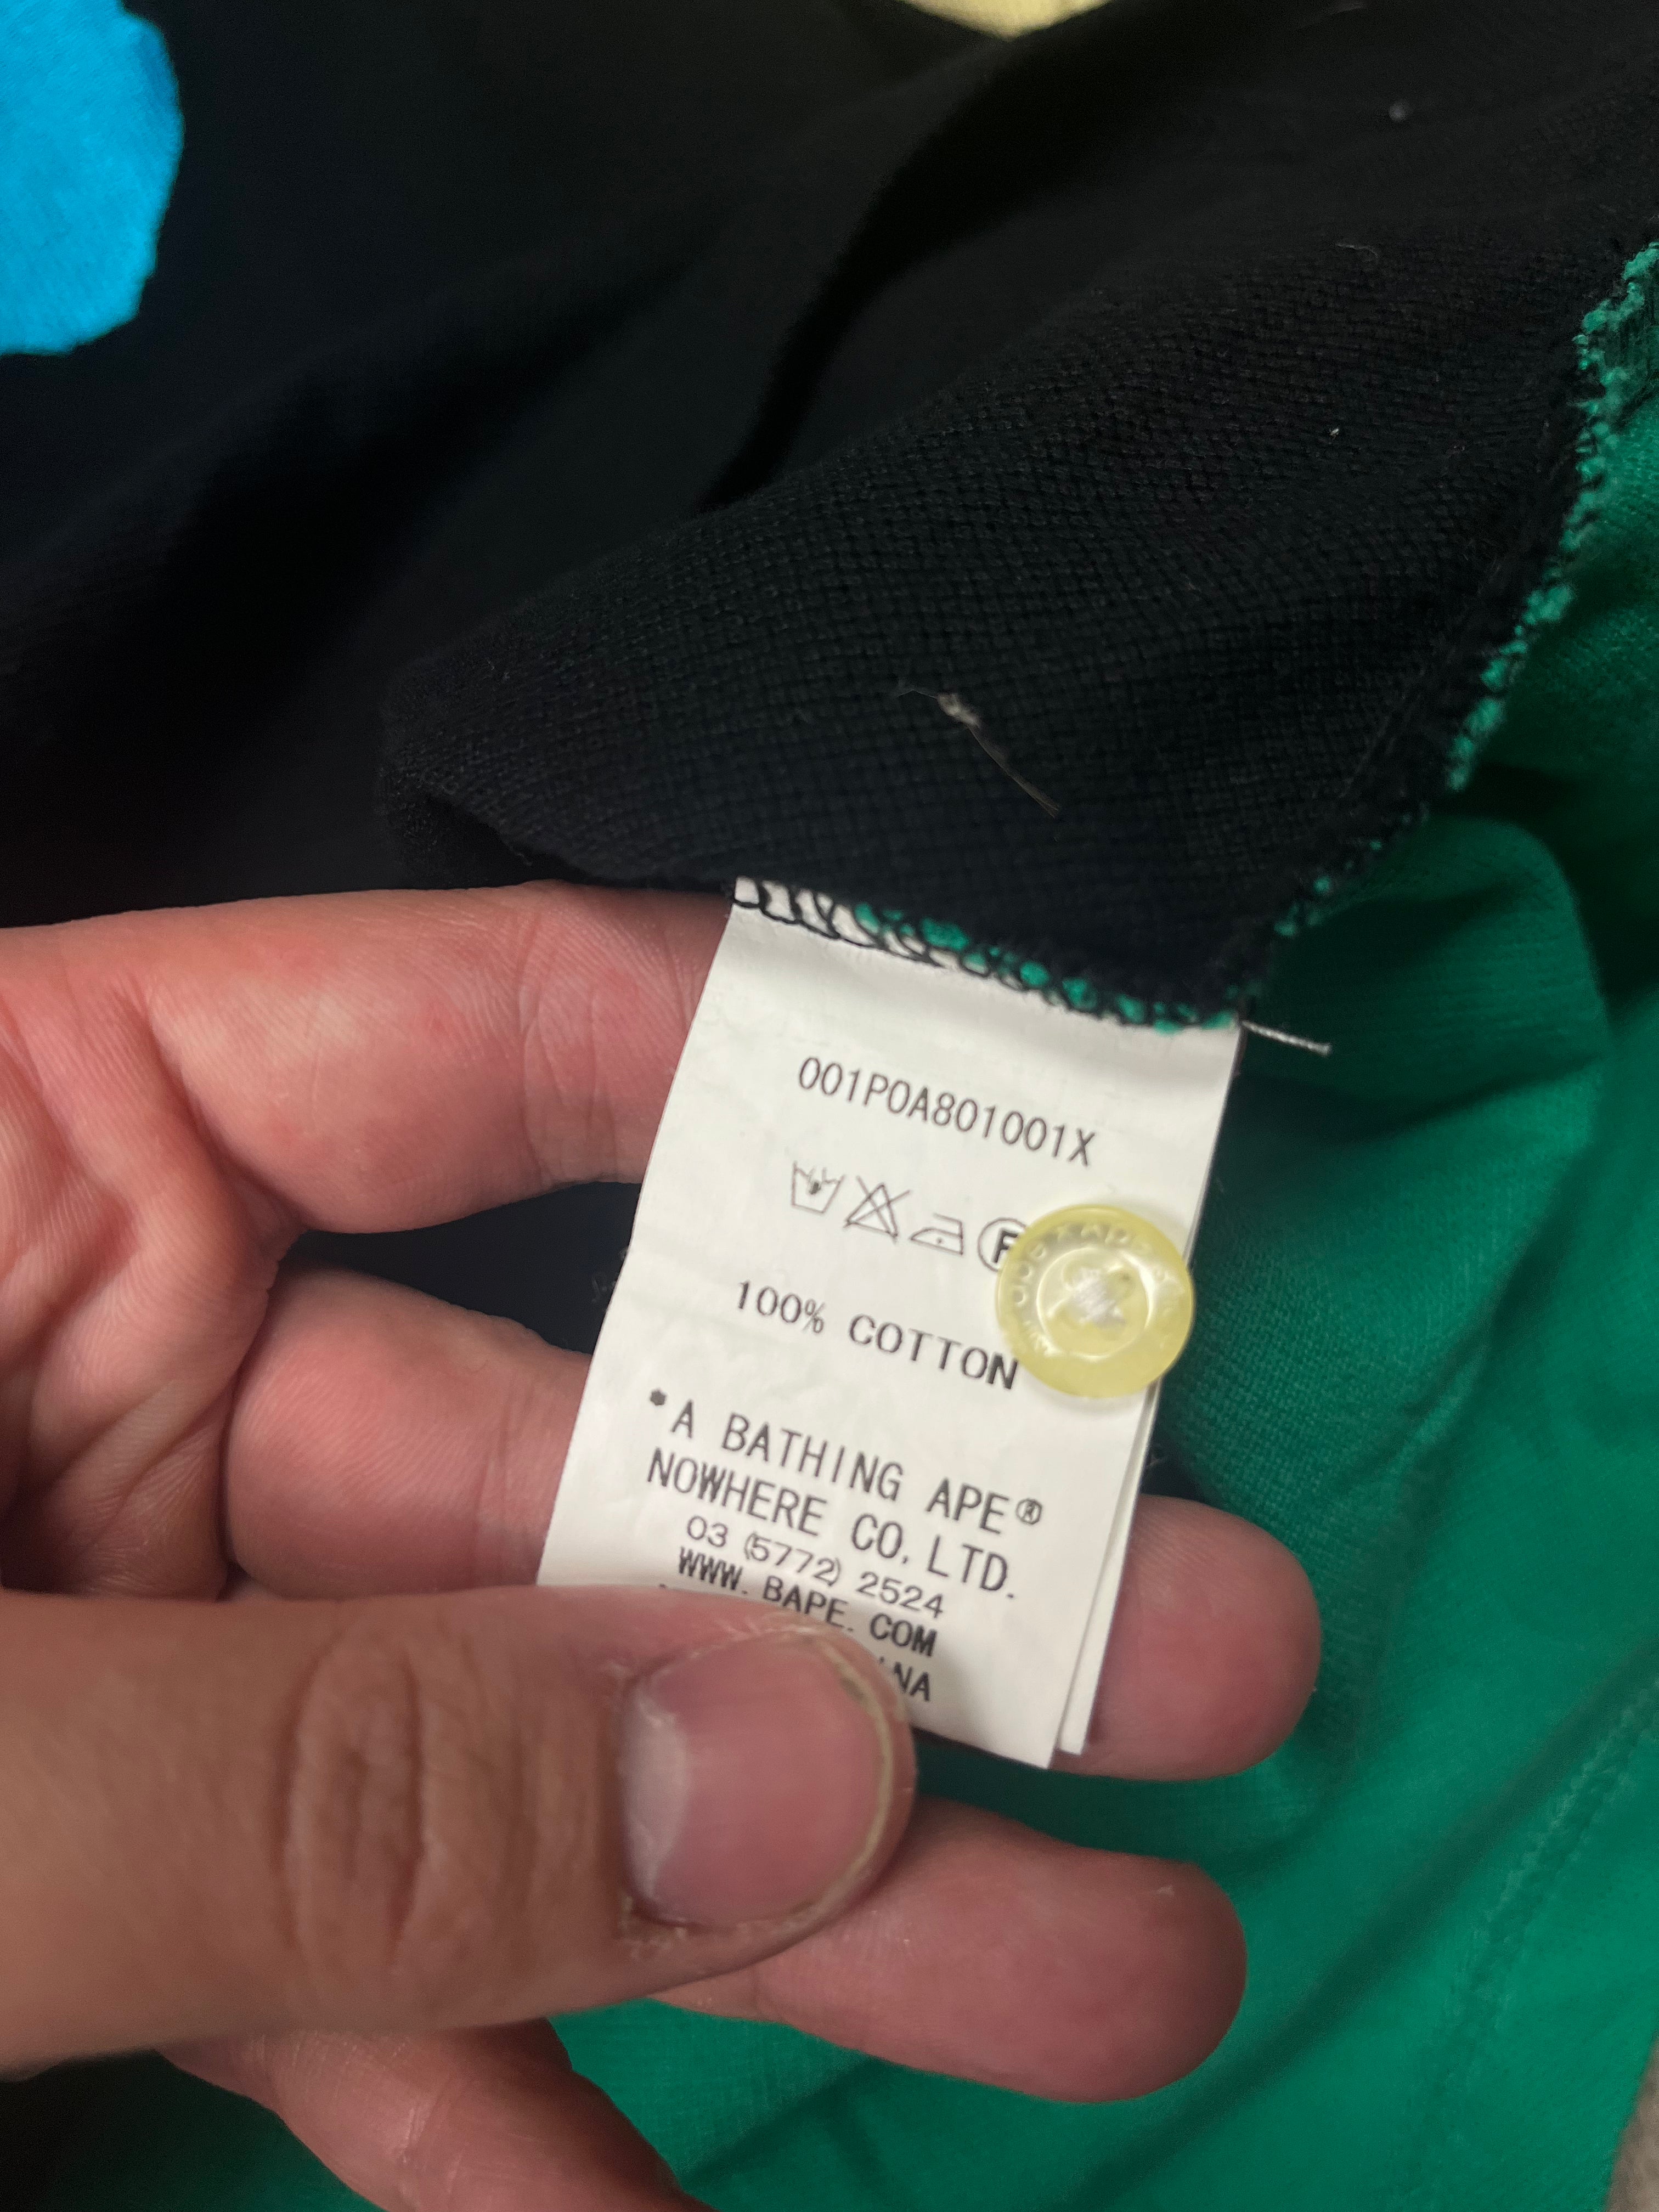 001P0A801001X
F
100% COTTON
•A BATHING APE®
NOWHERE CO, LTD.
03 (5772) 2524
WWW. BAPE. COM